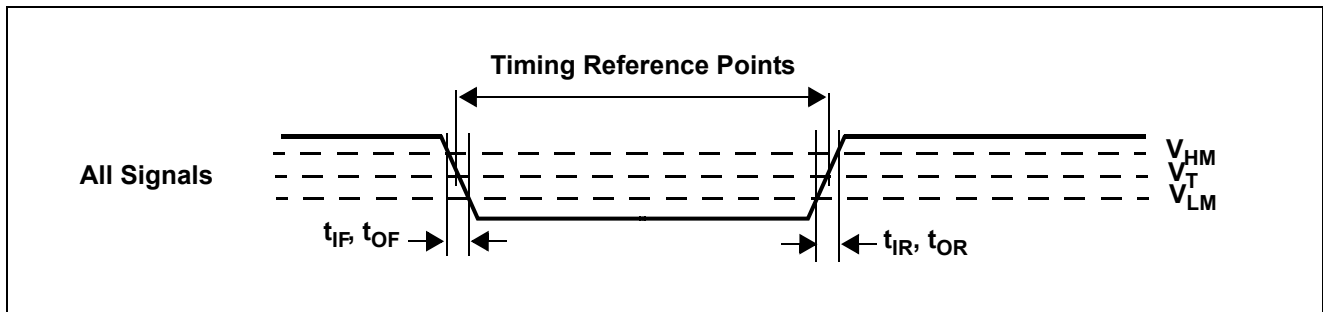 Timing Reference Points
All Signals
VHM
VT
VLM
tIF, tOF
tIR, tOR